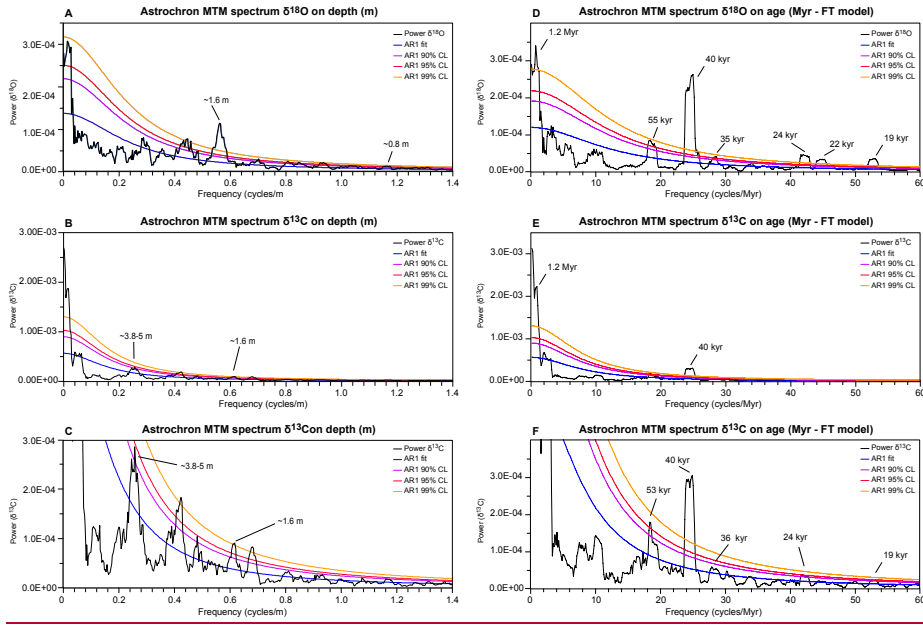 A Astrochron MTM spectrum δ18O on depth (m)
3.0E-04
2.0E-04
1.0E-04
0.0E+00
Power (δ18O)
~1.6 m
~0.8 m
Power δ18O
AR1 fit
AR1 90% CL
AR1 95% CL
AR1 99% CL
0 0.2 0.4 0.6 0.8 1.0 1.2 1.4
Frequency (cycles/m
D Astrochron MTM spectrum δ18O on age (Myr - FT model)
3.0E-04
2.0E-04
1.0E-04
0.0E+00
Power (δ18O)
1.2 Myr
40 kyr
55 kyr
35 kyr
24 kyr
22 kyr
19 kyr
Power δ18O
AR1 fit
AR1 90% CL
AR1 95% CL
AR1 99% CL
0 10 20 30 40 50 60
Frequency (cycles/Myr)
B Astrochron MTM spectrum δ13C on depth (m)
3.00E-03
2.00E-03
1.00E-03
0.00E+00
Power (δ13C)
~3.8-5 m
~1.6 m
Power δ13C
AR1 fit
AR1 90% CL
AR1 95% CL
AR1 99% CL
0 0.2 0.4 0.6 0.8 1.0 1.2 1.4
Frequency (cycles/m)
E Astrochron MTM spectrum δ13C on age (Myr - FT model)
3.0E-03
2.0E-03
1.0E-03
0.0E+00
Power (δ13C)
1.2 Myr
40 kyr
Power δ13C
AR1 fit
AR1 90% CL
AR1 95% CL
AR1 99% CL
0 10 20 30 40 50 60
Frequency (cycles/Myr)
C Astrochron MTM spectrum δ13Con depth (m)
3.0E-04
2.0E-04
1.0E-04
0.0E+00
Power (δ13C)
~3.8-5 m
~1.6 m
Power δ13C
AR1 fit
AR1 90% CL
AR1 95% CL
AR1 99% CL
0 0.2 0.4 0.6 0.8 1.0 1.2 1.4
Frequency (cycles/m)
F Astrochron MTM spectrum δ13C on age (Myr - FT model)
3.0E-04
2.0E-04
1.0E-04
0.0E+00
Power (δ13C)
40 kyr
53 kyr
36 kyr
24 kyr
19 kyr
Power δ13C
AR1 fit
AR1 90% CL
AR1 95% CL
AR1 99% CL
0 10 20 30 40 50 60
Frequency (cycles/Myr)